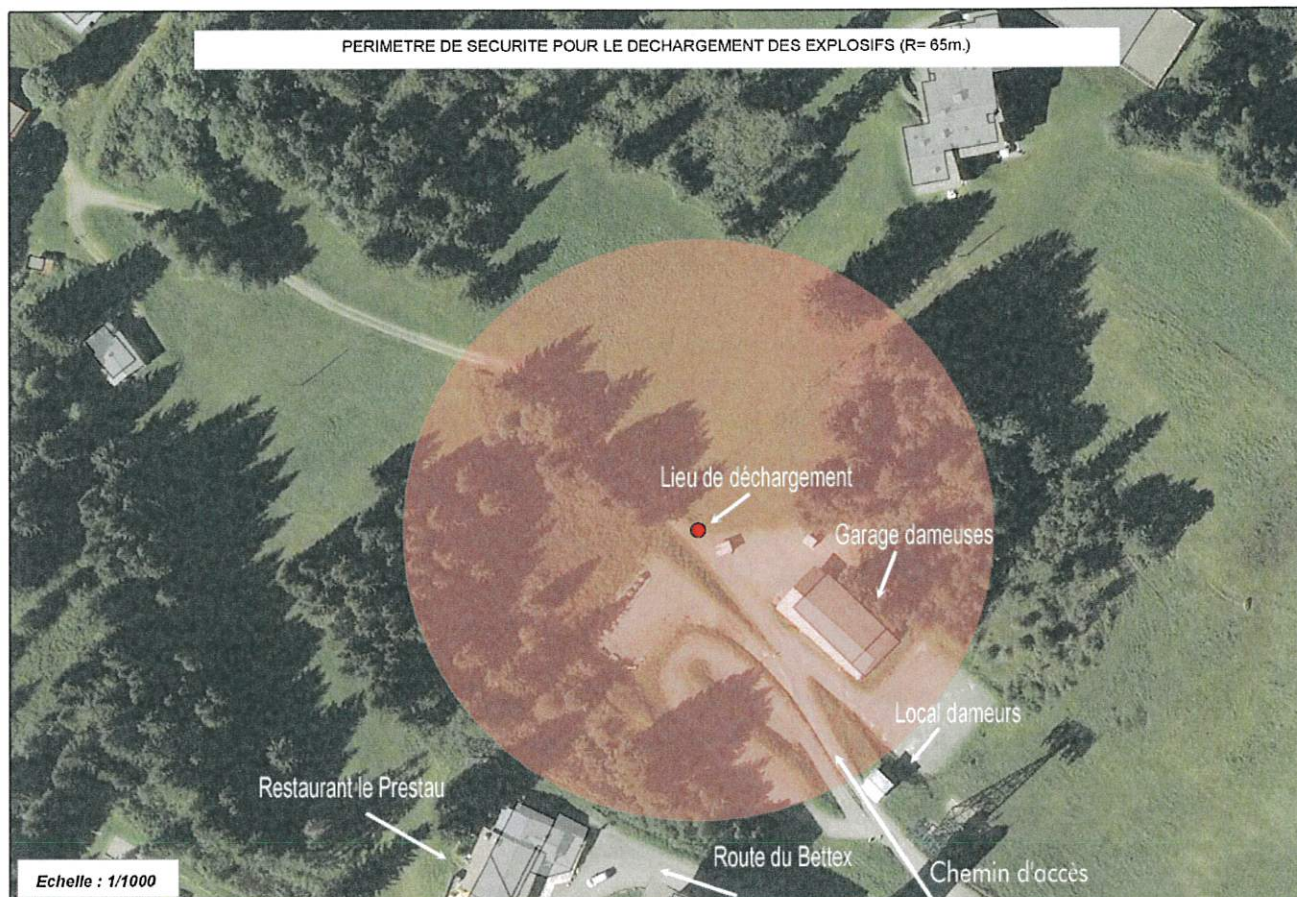 PERIMETRE DE SECURITE POUR LE DECHARGEMENT DES EXPLOSIFS (R= 65m.)
Lieu de déchargement
Garage dameuses
Local dameurs
Restaurant le Prestau
Route du Bettex
Chemin d'accès
Echelle : 1/1000